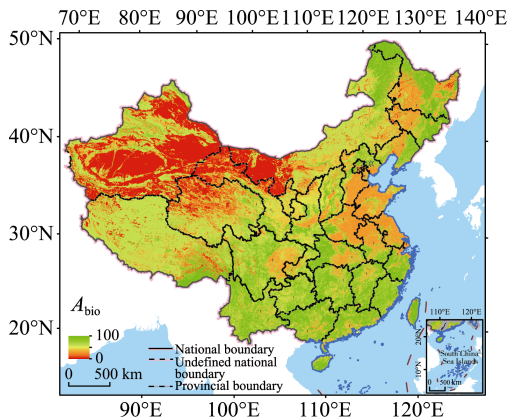 70°E 80°E 90°E 100°E 110°E 120°E 130°E 140°E
50°N
40°N
30°N
20°N
A_bio
100
0
0 500 km
National boundary
Undefined national
boundary
Provincial boundary
110°E 120°E
20°N
10°N
South China
Sea Islands
0 500 km
90°E 100°E 110°E 120°E 130°E